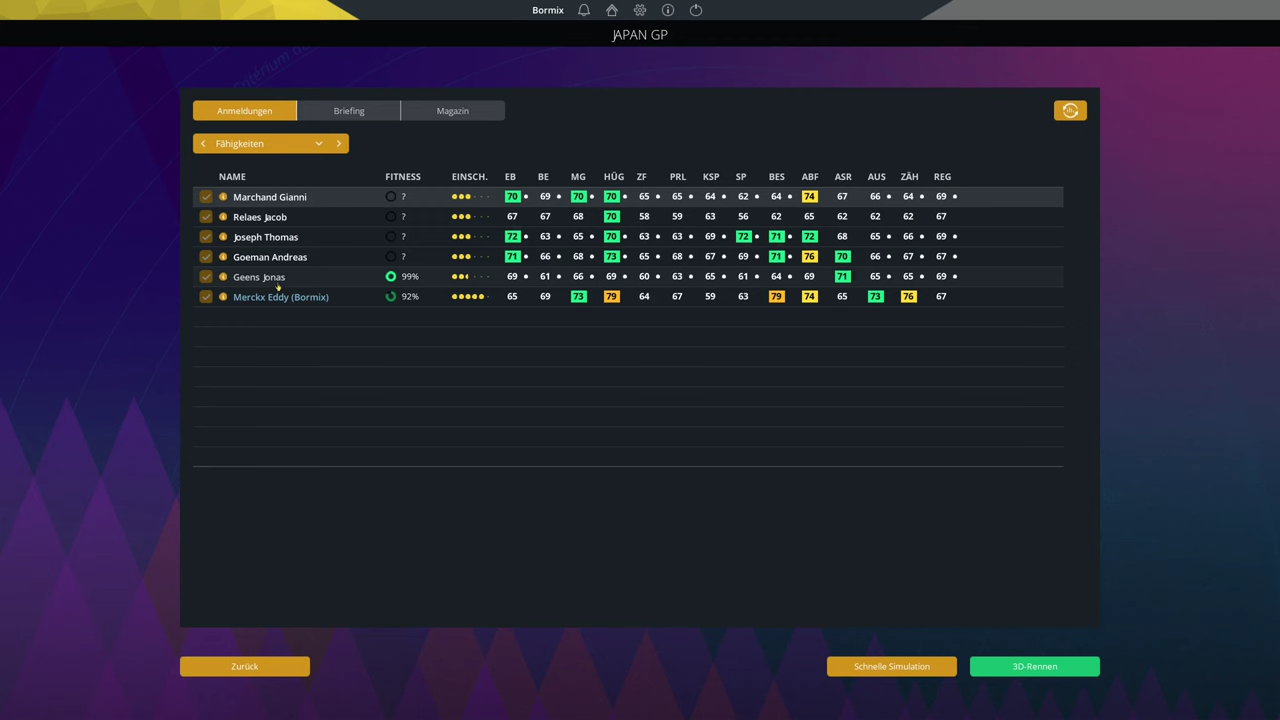 Bormix
JAPAN GP
Anmeldungen Briefing Magazin
Fähigkeiten
NAME FITNESS EINSCH. EB BE MG HÜG ZF PRL KSP SP BES ABF ASR AUS ZÄH REG
Marchand Gianni ? 70 69 70 70 65 65 64 62 64 74 67 66 64 69
Relaes Jacob ? 67 67 68 70 58 59 63 56 62 65 62 62 62 67
Joseph Thomas ? 72 63 65 70 63 63 69 72 71 72 68 65 66 69
Goeman Andreas ? 71 66 68 73 65 68 67 69 71 76 70 66 67 69
Geens Jonas 99% 69 61 66 69 60 63 65 61 64 69 71 65 65 69
Merckx Eddy (Bormix) 92% 65 69 73 79 64 67 59 63 79 74 65 73 76 67
Zurück Schnelle Simulation 3D-Rennen